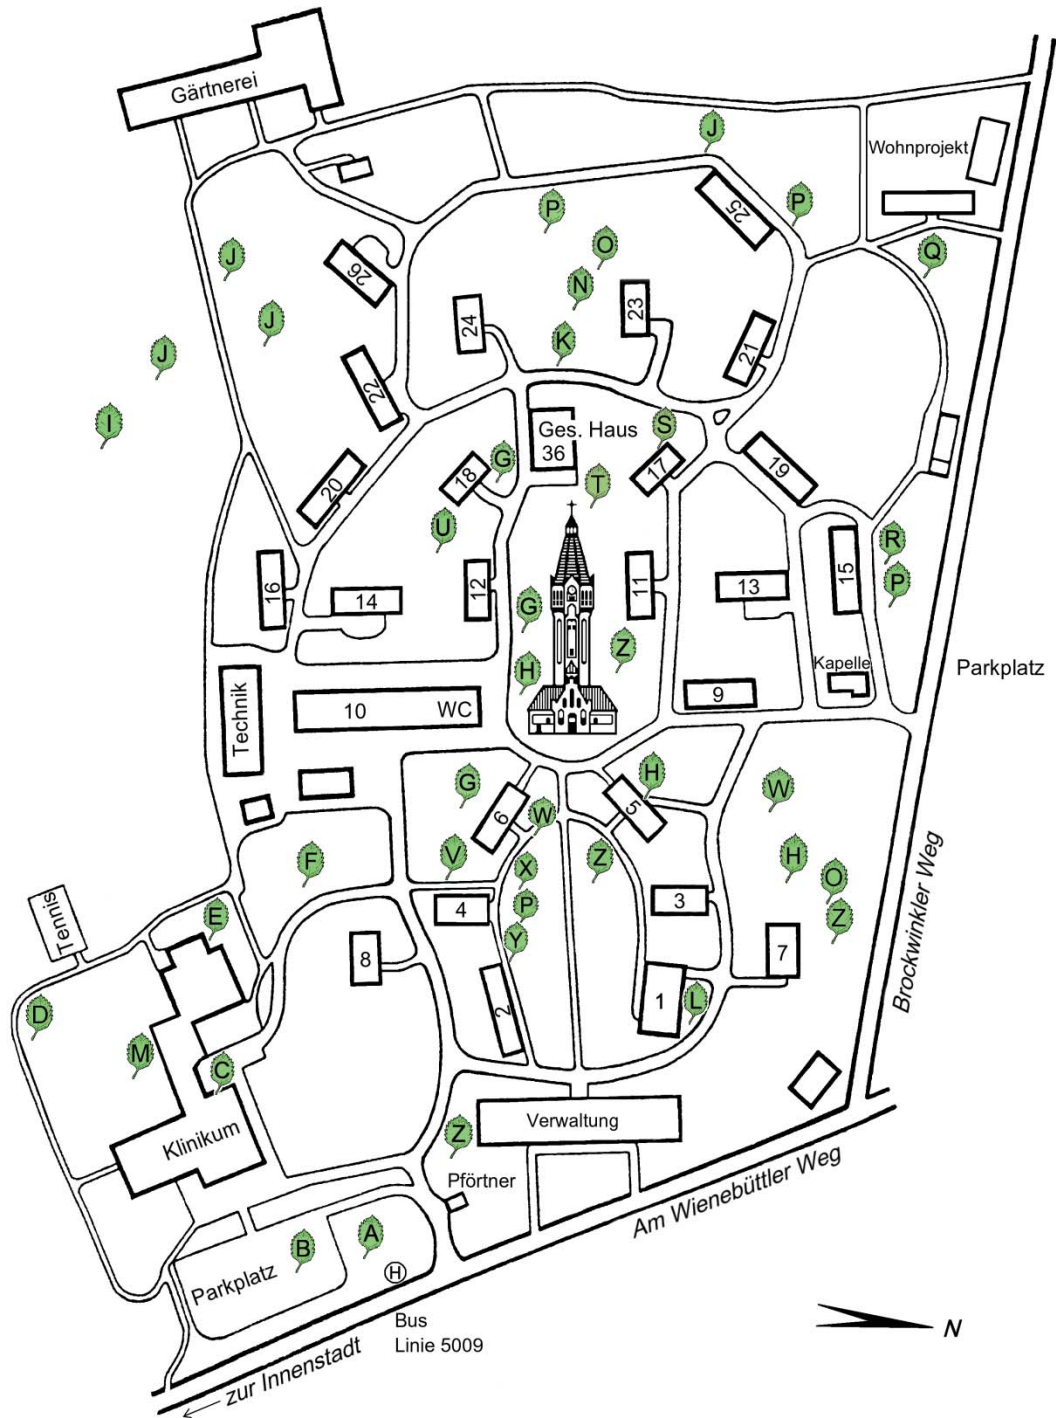 Gärtnerei
J
Wohnprojekt
P
25
P
J
O
Q
26
N
J
24
23
K
21
J
22
I
Ges. Haus
36
S
G
17
18
19
20
T
U
R
16
14
12
11
13
15
P
G
Z
H
Kapelle
Parkplatz
9
Technik
10
WC
G
H
W
6
W
5
V
F
X
Z
H
O
Z
Brockwinkler Weg
4
P
3
Tennis
E
Y
8
7
D
2
1
L
M
C
Klinikum
Z
Verwaltung
Pförtner
Am Wienebüttler Weg
A
B
H
Parkplatz
Bus
Linie 5009
N
← zur Innenstadt